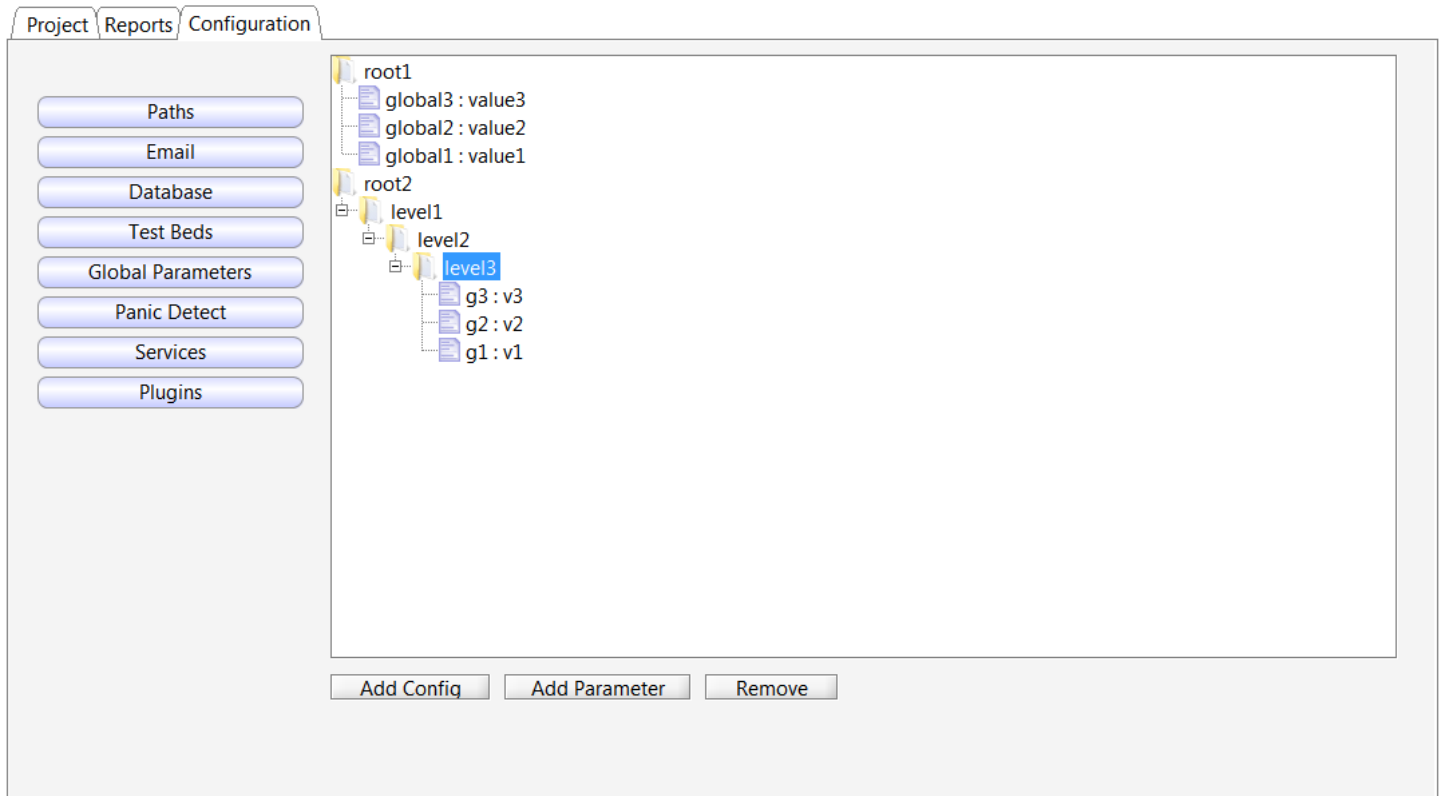 Project Reports Configuration
Paths
Email
Database
Test Beds
Global Parameters
Panic Detect
Services
Plugins
root1
global3 : value3
global2 : value2
global1 : value1
root2
level1
level2
level3
g3 : v3
g2 : v2
g1 : v1
Add Config Add Parameter Remove